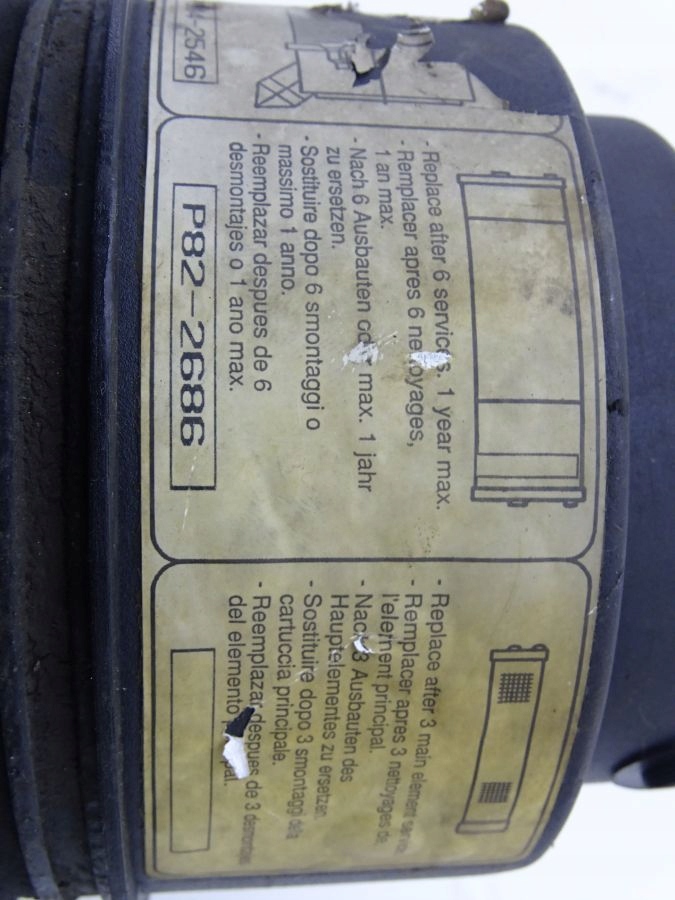 4-2546
- Replace after 6 services. 1 year max.
- Remplacer apres 6 nettoyages,
1 an max.
- Nach 6 Ausbauten oder max. 1 jahr
zu ersetzen.
- Sostituire dopo 6 smontaggi o
massimo 1 anno.
- Reemplazar despues de 6
desmontajes o 1 ano max.
P82-2686
- Replace after 3 main element
- Remplacer apres 3 nettoyages de
l'element principal.
- Nach 3 Ausbauten des
Hauptelementes zu ersetzen.
- Sostituire dopo 3 smontaggi della
cartuccia principale.
- Reemplazar despues de 3
del elemento